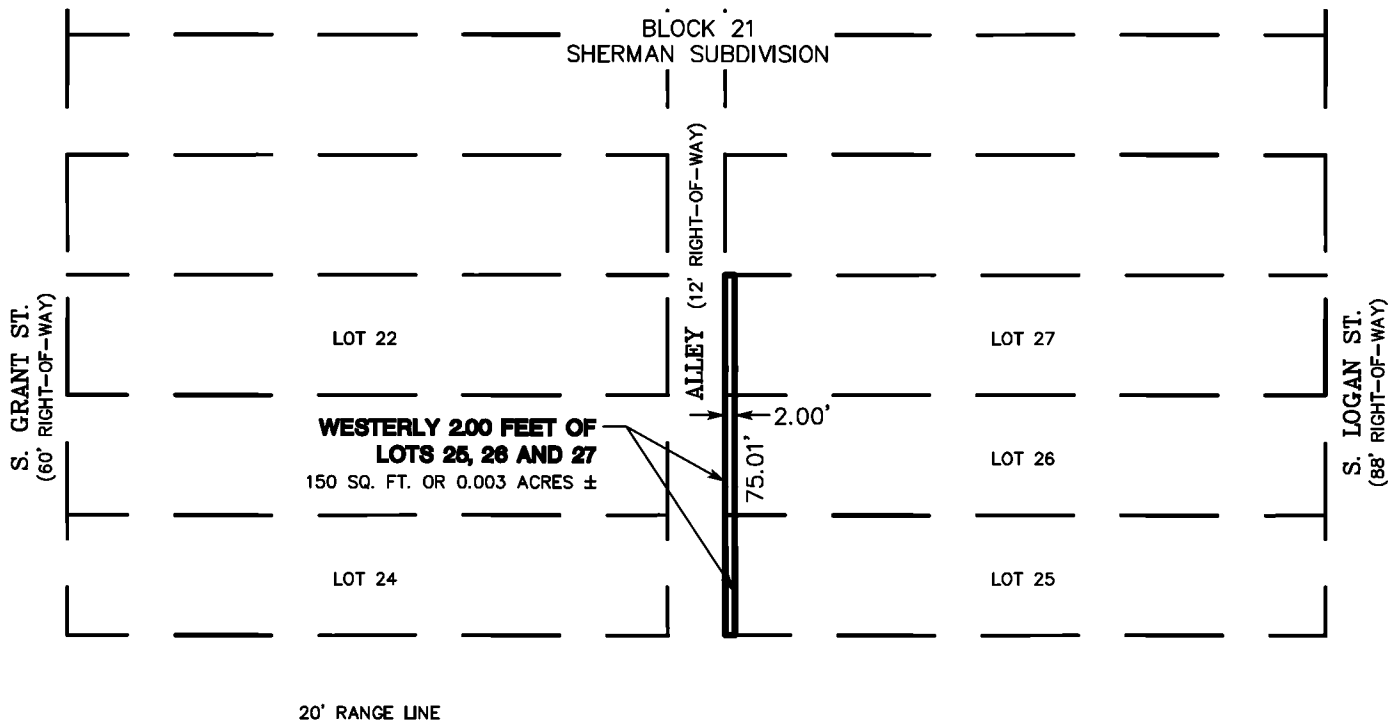 BLOCK 21
SHERMAN SUBDIVISION
S. GRANT ST.
(60' RIGHT-OF-WAY)
LOT 22
ALLEY (12' RIGHT-OF-WAY)
LOT 27
S. LOGAN ST.
(88' RIGHT-OF-WAY)
WESTERLY 2.00 FEET OF
LOTS 25, 26 AND 27
150 SQ. FT. OR 0.003 ACRES ±
2.00'
75.01'
LOT 26
LOT 24
LOT 25
20' RANGE LINE